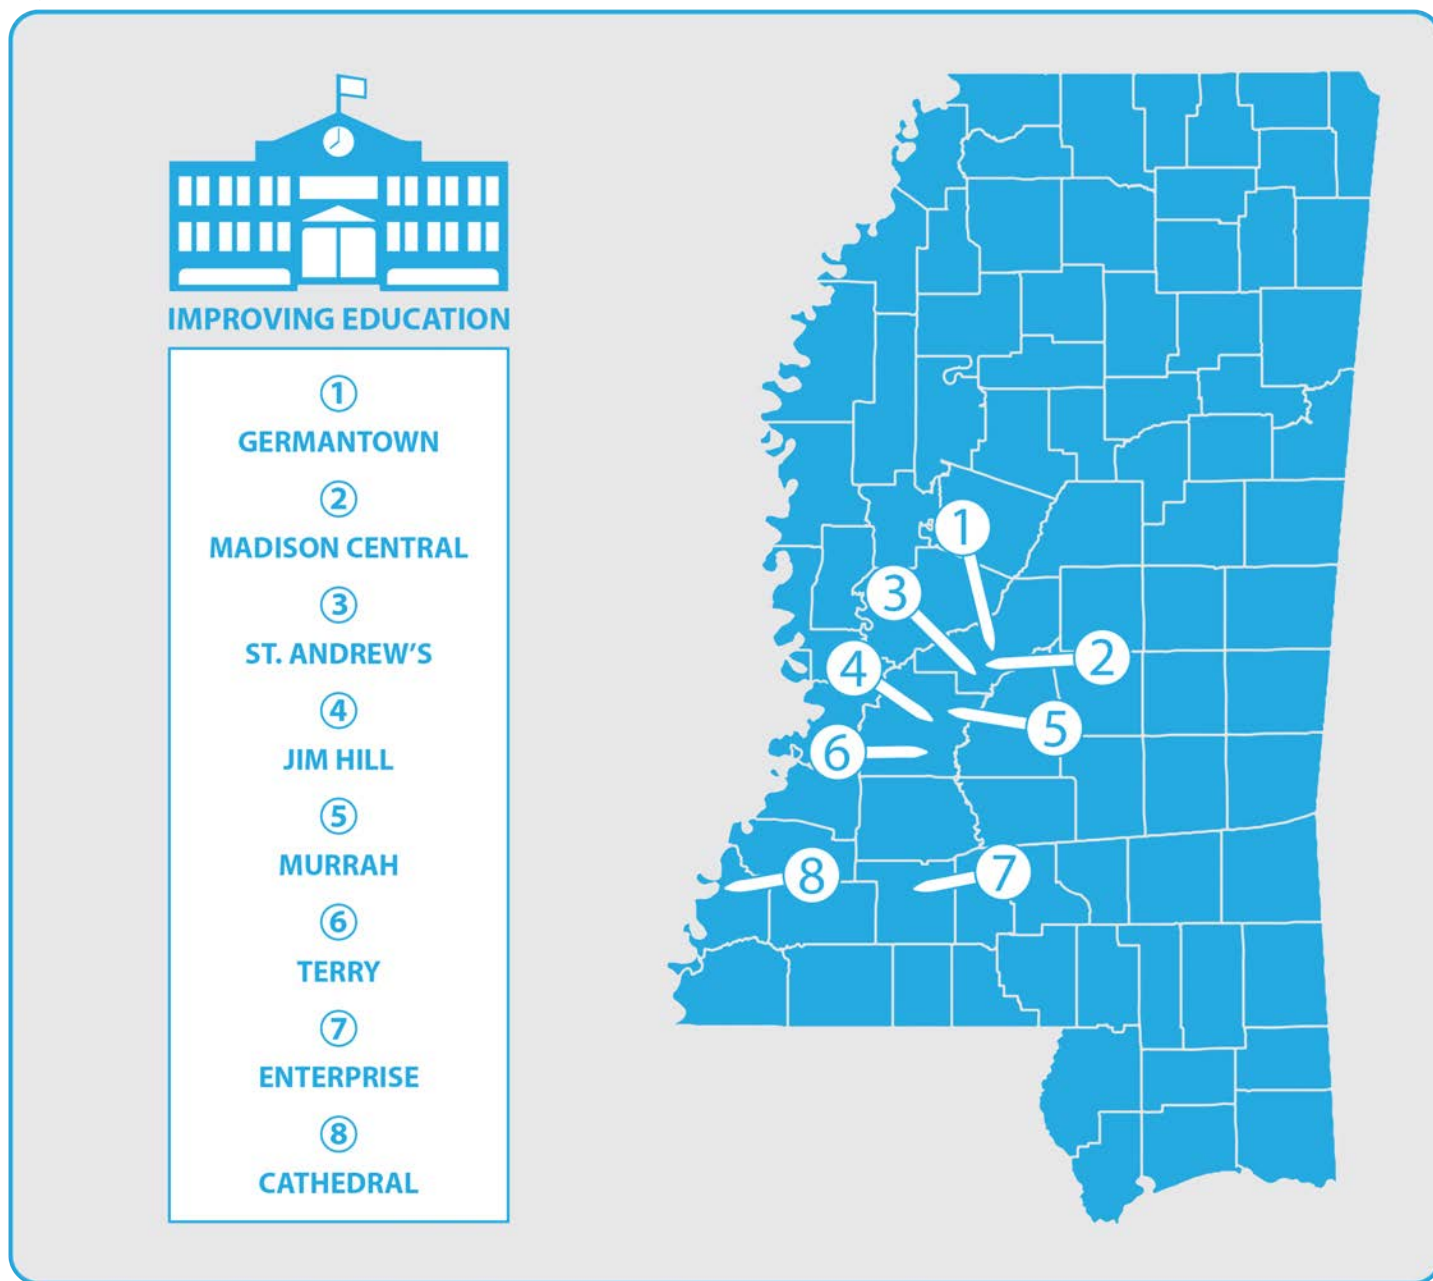 IMPROVING EDUCATION
1
GERMANTOWN
2
MADISON CENTRAL
3
ST. ANDREW'S
4
JIM HILL
5
MURRAH
6
TERRY
7
ENTERPRISE
8
CATHEDRAL
1
3
2
4
5
6
8
7